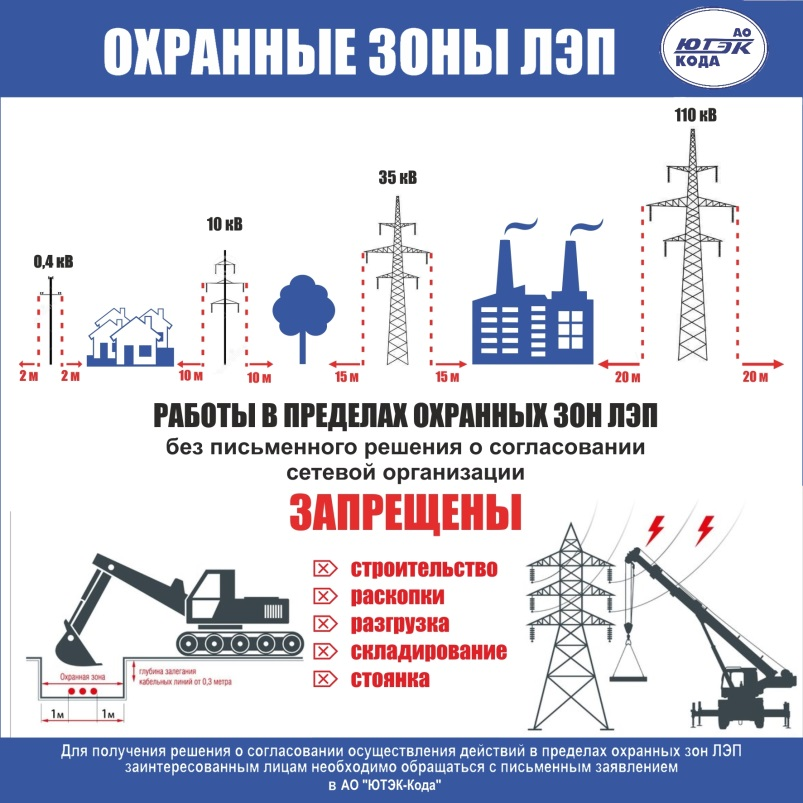 ОХРАННЫЕ ЗОНЫ ЛЭП
АО
ЮТЭК
КОДА
110 кВ
35 кВ
10 кВ
0,4 кВ
2 м 2 м 10 м 10 м 15 м 15 м 20 м 20 м
РАБОТЫ В ПРЕДЕЛАХ ОХРАННЫХ ЗОН ЛЭП
без письменного решения о согласовании
сетевой организации
ЗАПРЕЩЕНЫ
строительство
раскопки
разгрузка
складирование
стоянка
Охранная зона
1м 1м
глубина залегания
кабельных линий от 0,3 метра
Для получения решения о согласовании осуществления действий в пределах охранных зон ЛЭП
заинтересованным лицам необходимо обращаться с письменным заявлением
в АО "ЮТЭК-Кода"